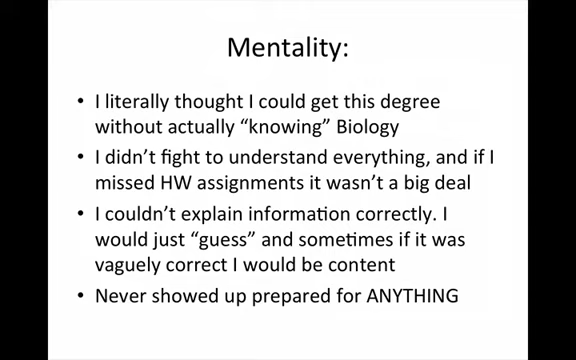 Mentality:
• I literally thought I could get this degree
without actually “knowing” Biology
• I didn’t fight to understand everything, and if I
missed HW assignments it wasn’t a big deal
• I couldn’t explain information correctly. I
would just “guess” and sometimes if it was
vaguely correct I would be content
• Never showed up prepared for ANYTHING